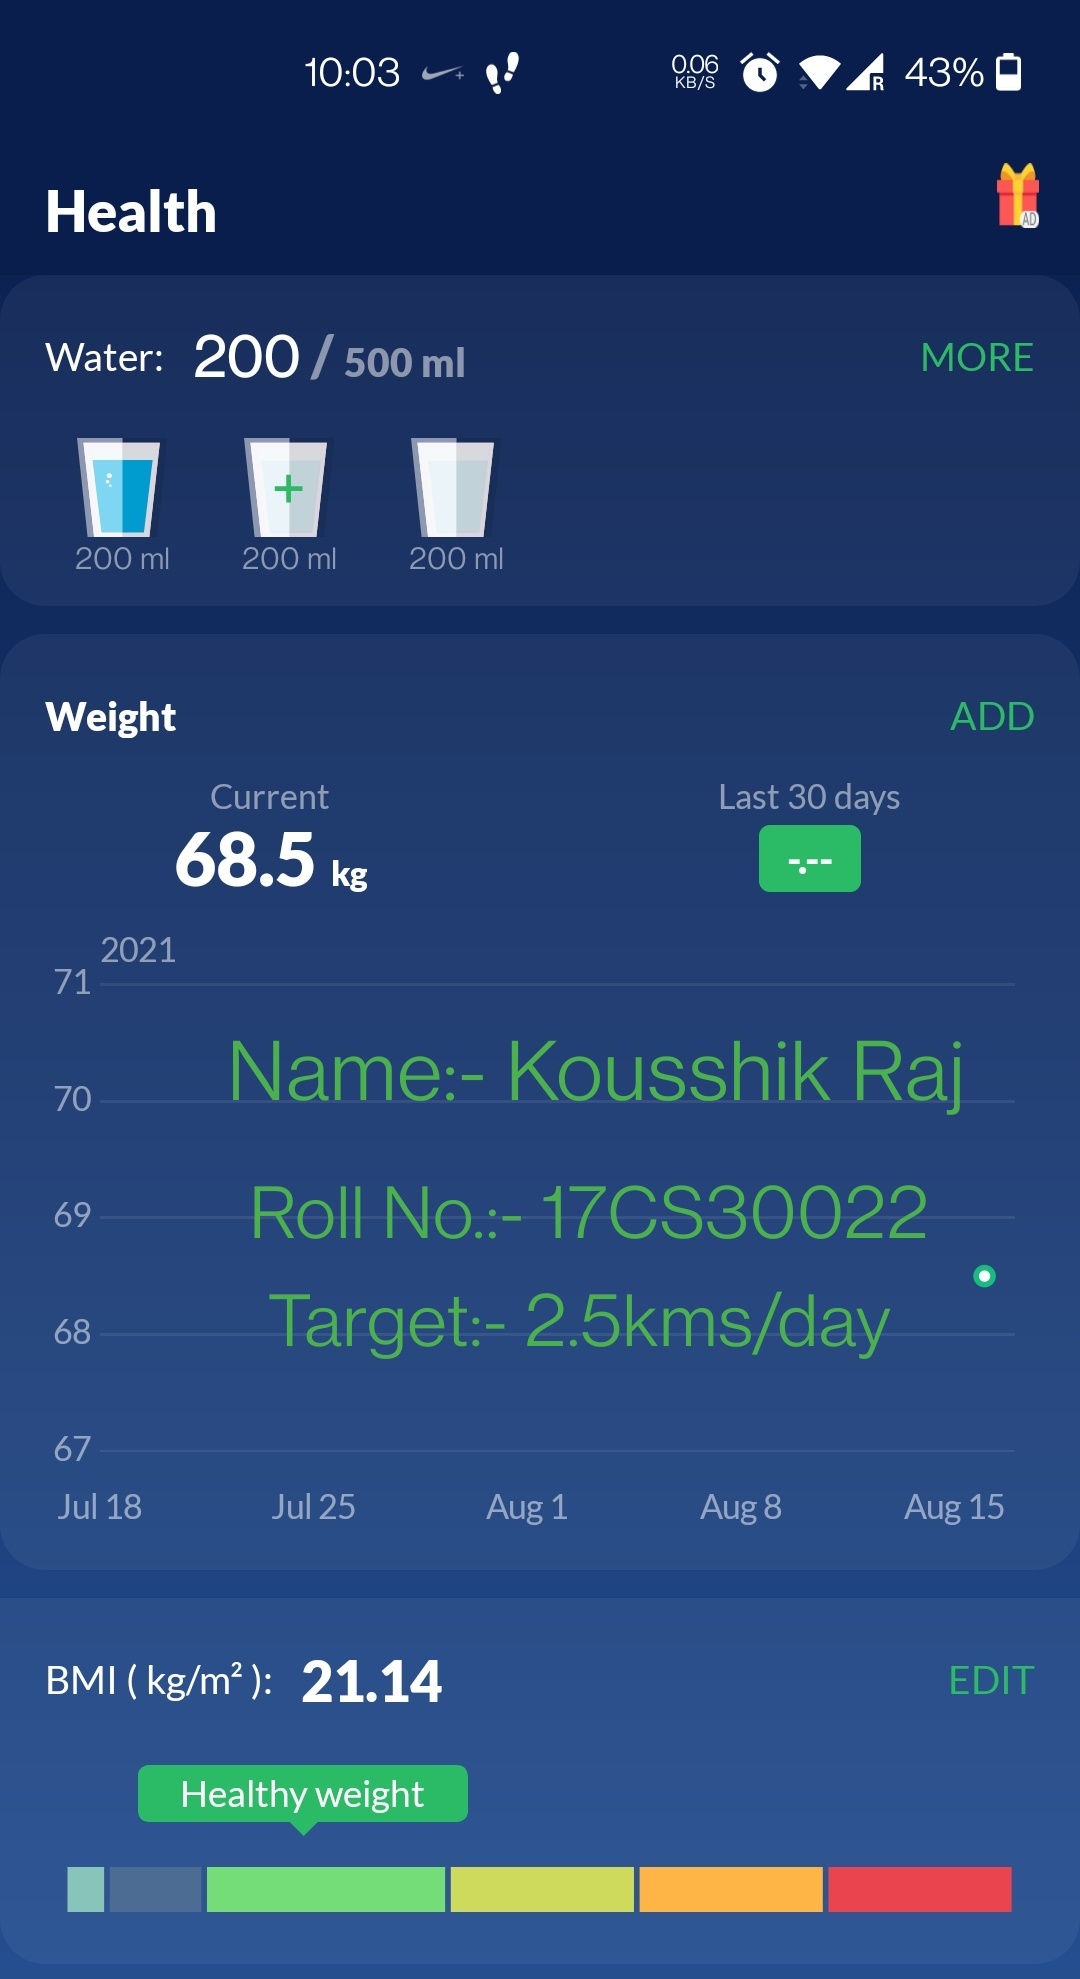 10:03 0.06 KB/S R 43%
Health
AD
Water: 200 / 500 ml MORE
+
200 ml 200 ml 200 ml
Weight ADD
Current Last 30 days
68.5 kg -.--
2021
71
Name:- Kousshik Raj
70
Roll No.:- 17CS30022
69
Target:- 2.5kms/day
68
67
Jul 18 Jul 25 Aug 1 Aug 8 Aug 15
BMI ( kg/m² ): 21.14 EDIT
Healthy weight